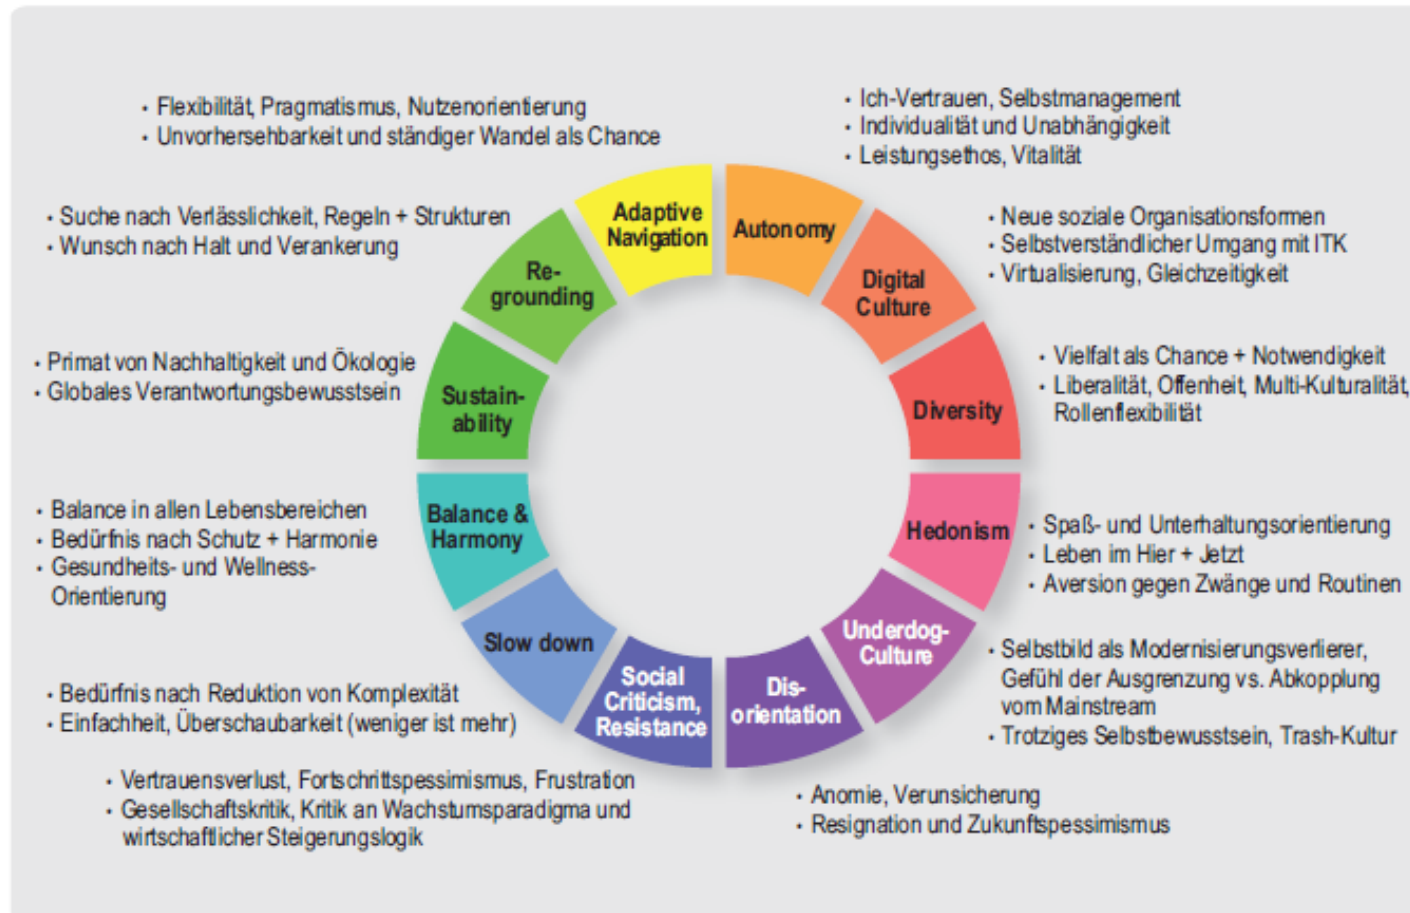 • Flexibilität, Pragmatismus, Nutzenorientierung
• Unvorhersehbarkeit und ständiger Wandel als Chance
• Ich-Vertrauen, Selbstmanagement
• Individualität und Unabhängigkeit
• Leistungsethos, Vitalität
• Suche nach Verlässlichkeit, Regeln + Strukturen
• Wunsch nach Halt und Verankerung
Adaptive
Navigation
Autonomy
• Neue soziale Organisationsformen
• Selbstverständlicher Umgang mit ITK
• Virtualisierung, Gleichzeitigkeit
Re-
grounding
Digital
Culture
• Primat von Nachhaltigkeit und Ökologie
• Globales Verantwortungsbewusstsein
Sustain-
ability
Diversity
• Vielfalt als Chance + Notwendigkeit
• Liberalität, Offenheit, Multi-Kulturalität,
Rollenflexibilität
• Balance in allen Lebensbereichen
• Bedürfnis nach Schutz + Harmonie
• Gesundheits- und Wellness-
Orientierung
Balance &
Harmony
Hedonism
• Spaß- und Unterhaltungsorientierung
• Leben im Hier + Jetzt
• Aversion gegen Zwänge und Routinen
Slow down
Underdog-
Culture
• Selbstbild als Modernisierungsverlierer,
Gefühl der Ausgrenzung vs. Abkopplung
vom Mainstream
• Trotziges Selbstbewusstsein, Trash-Kultur
• Bedürfnis nach Reduktion von Komplexität
• Einfachheit, Überschaubarkeit (weniger ist mehr)
Social
Criticism,
Resistance
Dis-
orientation
• Vertrauensverlust, Fortschrittspessimismus, Frustration
• Gesellschaftskritik, Kritik an Wachstumsparadigma und
wirtschaftlicher Steigerungslogik
• Anomie, Verunsicherung
• Resignation und Zukunftspessimismus